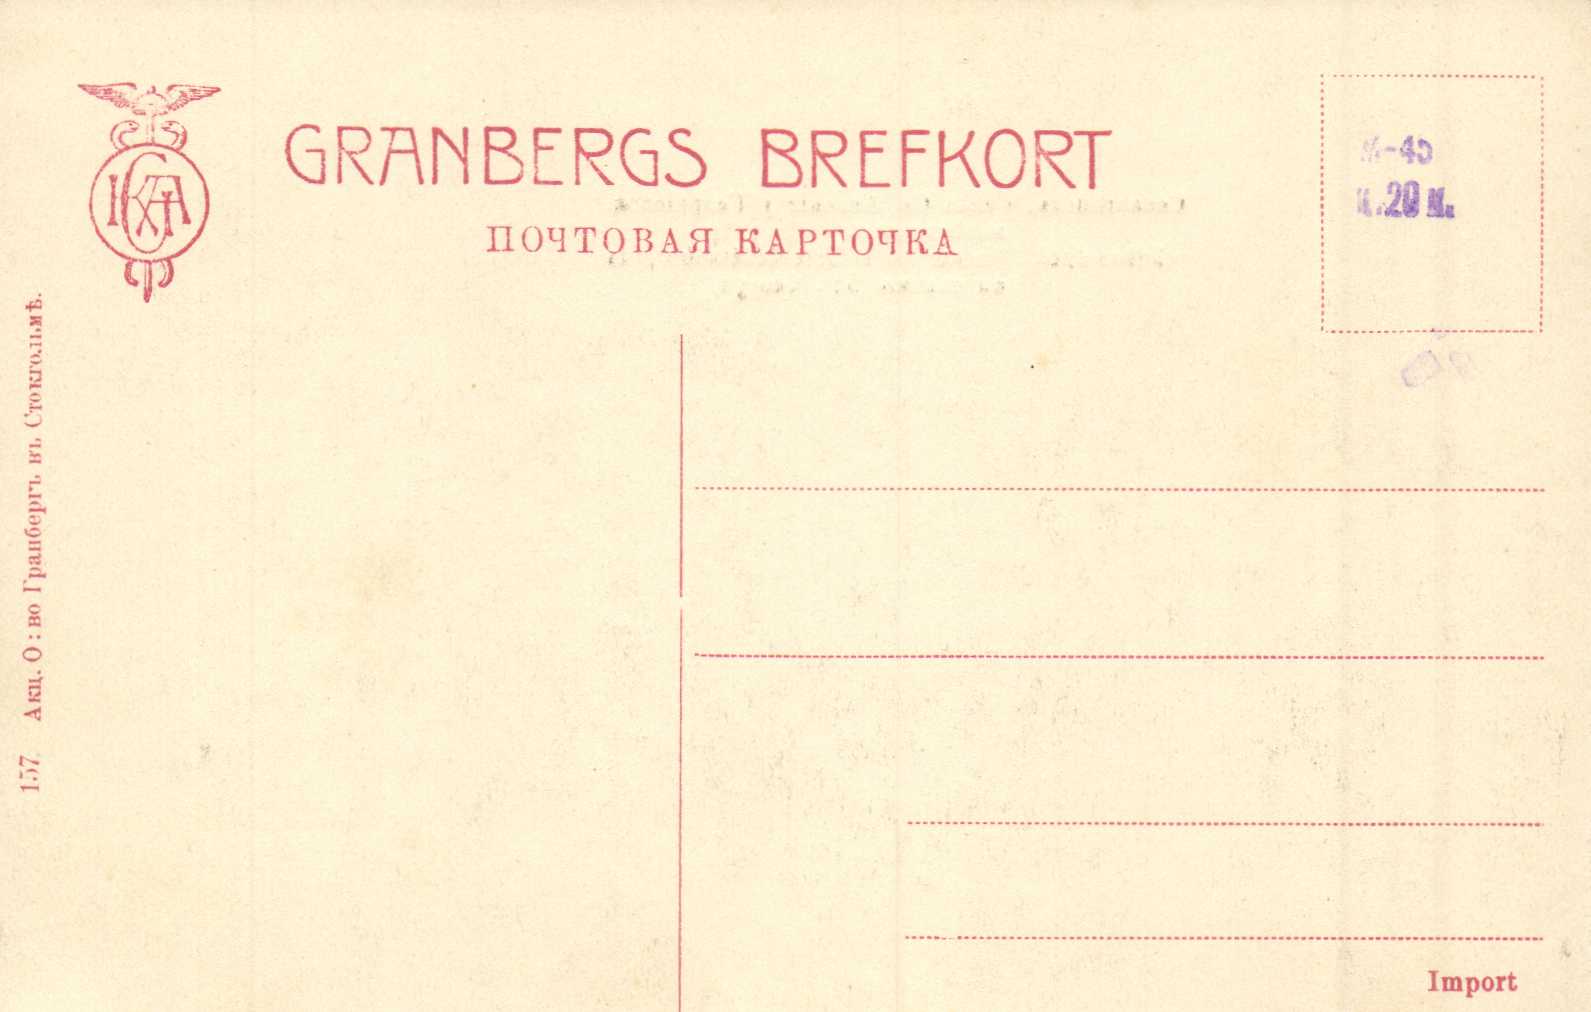 GRANBERGS BREFKORT
ПОЧТОВАЯ КАРТОЧКА
20 к.
157. Акц. О:во Гранбергъ въ Стокгольмѣ.
Import